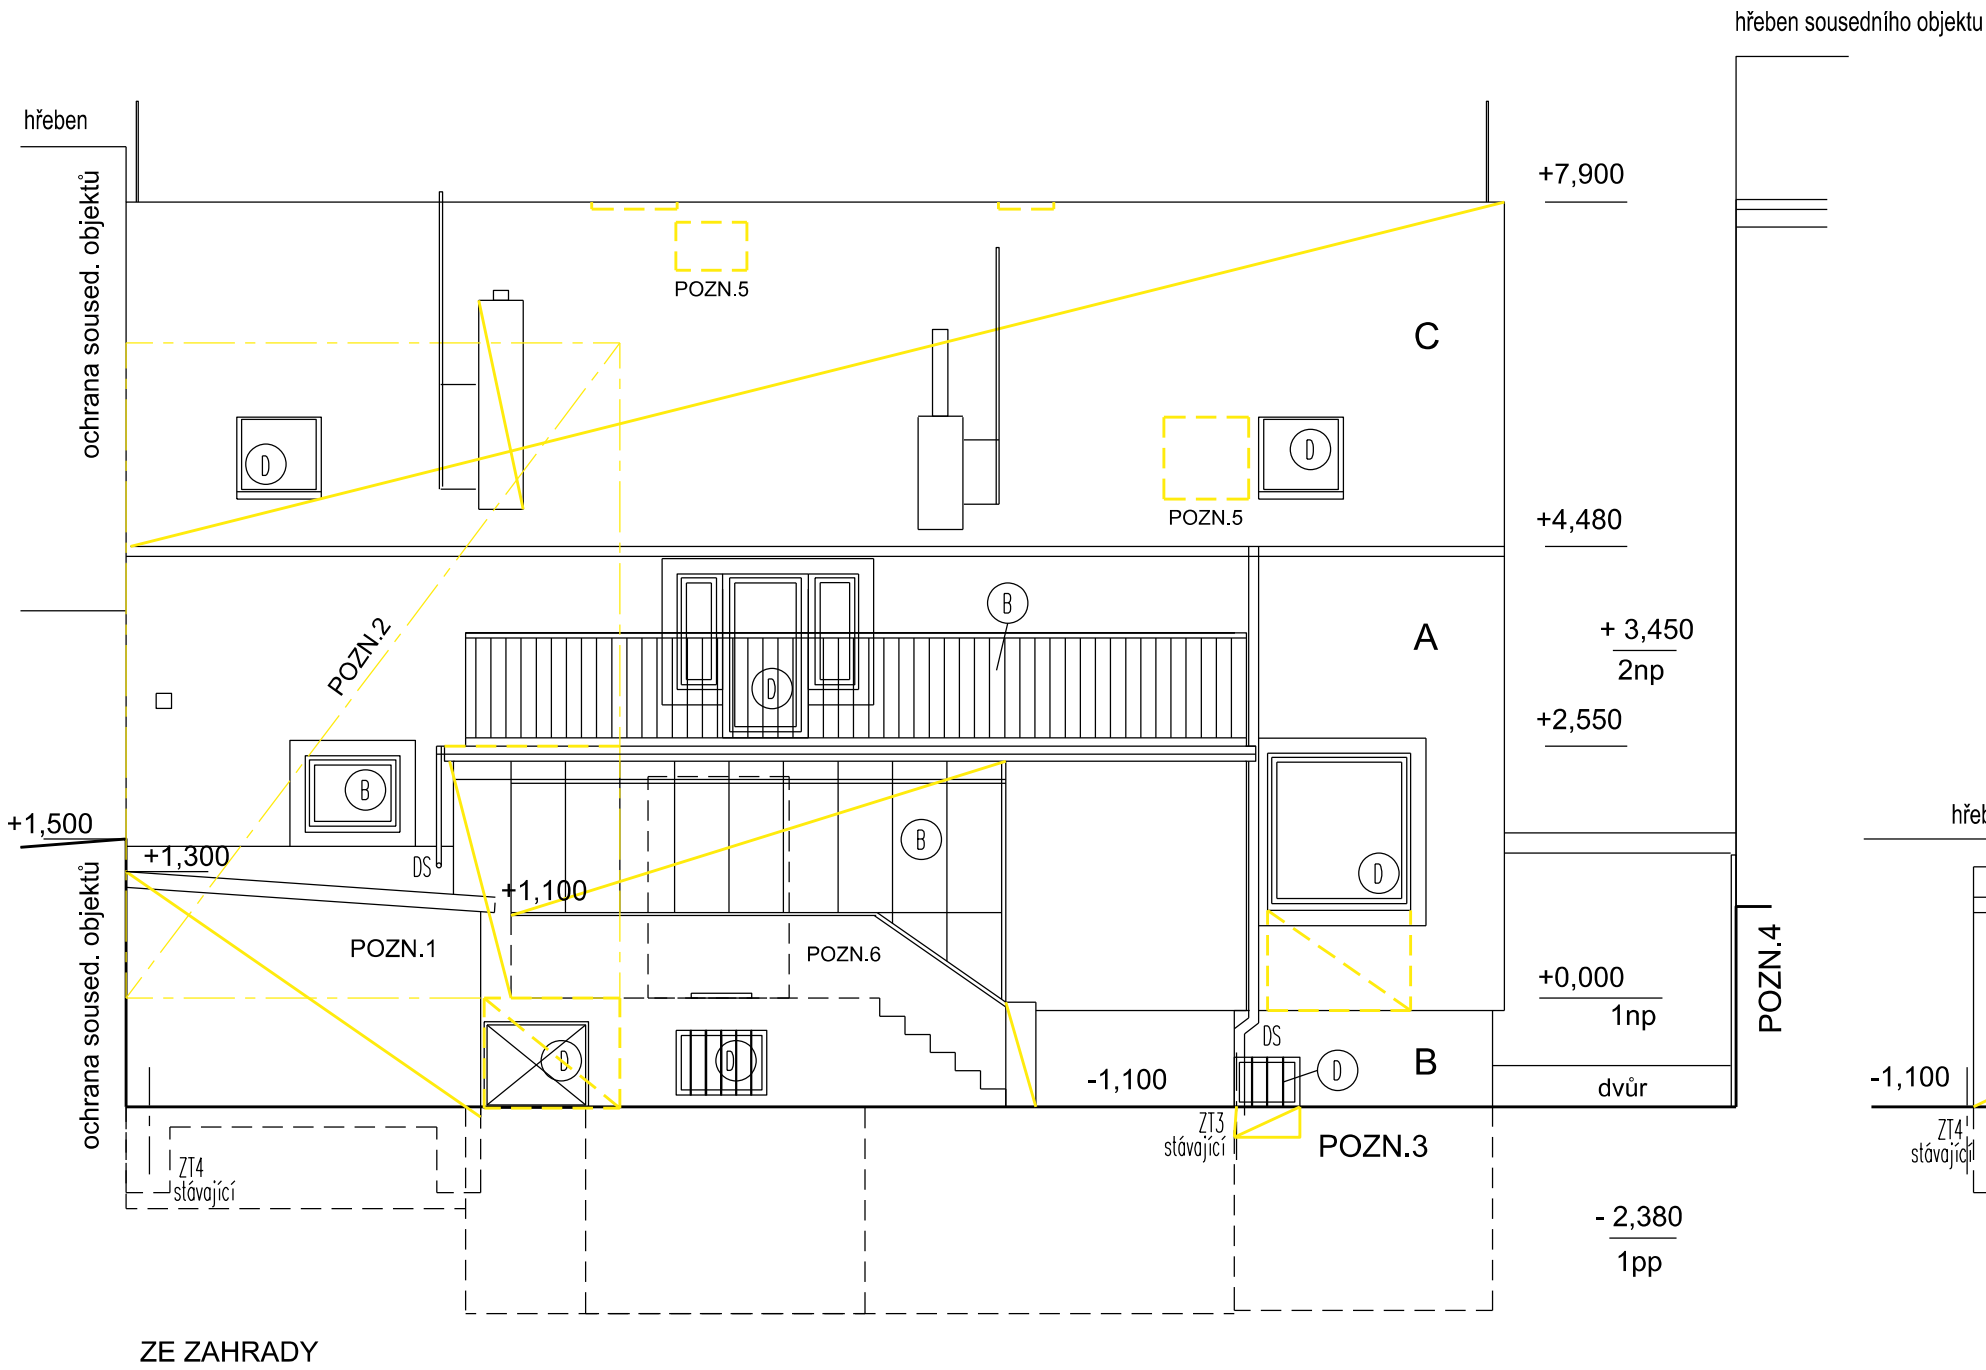 hřeben sousedního objektu
hřeben
ochrana soused. objektů
+7,900
POZN.5
C
D
D
POZN.5
+4,480
B
A
+ 3,450
2np
POZN.2
D
+2,550
B
+1,500
B
D
+1,300
DS
+1,100
ochrana soused. objektů
POZN.1
POZN.6
POZN.4
+0,000
1np
DS
D
D
D
B
-1,100
dvůr
-1,100
ZT3
stávající
POZN.3
ZT4
stávající
ZT4
stávající
- 2,380
1pp
ZE ZAHRADY